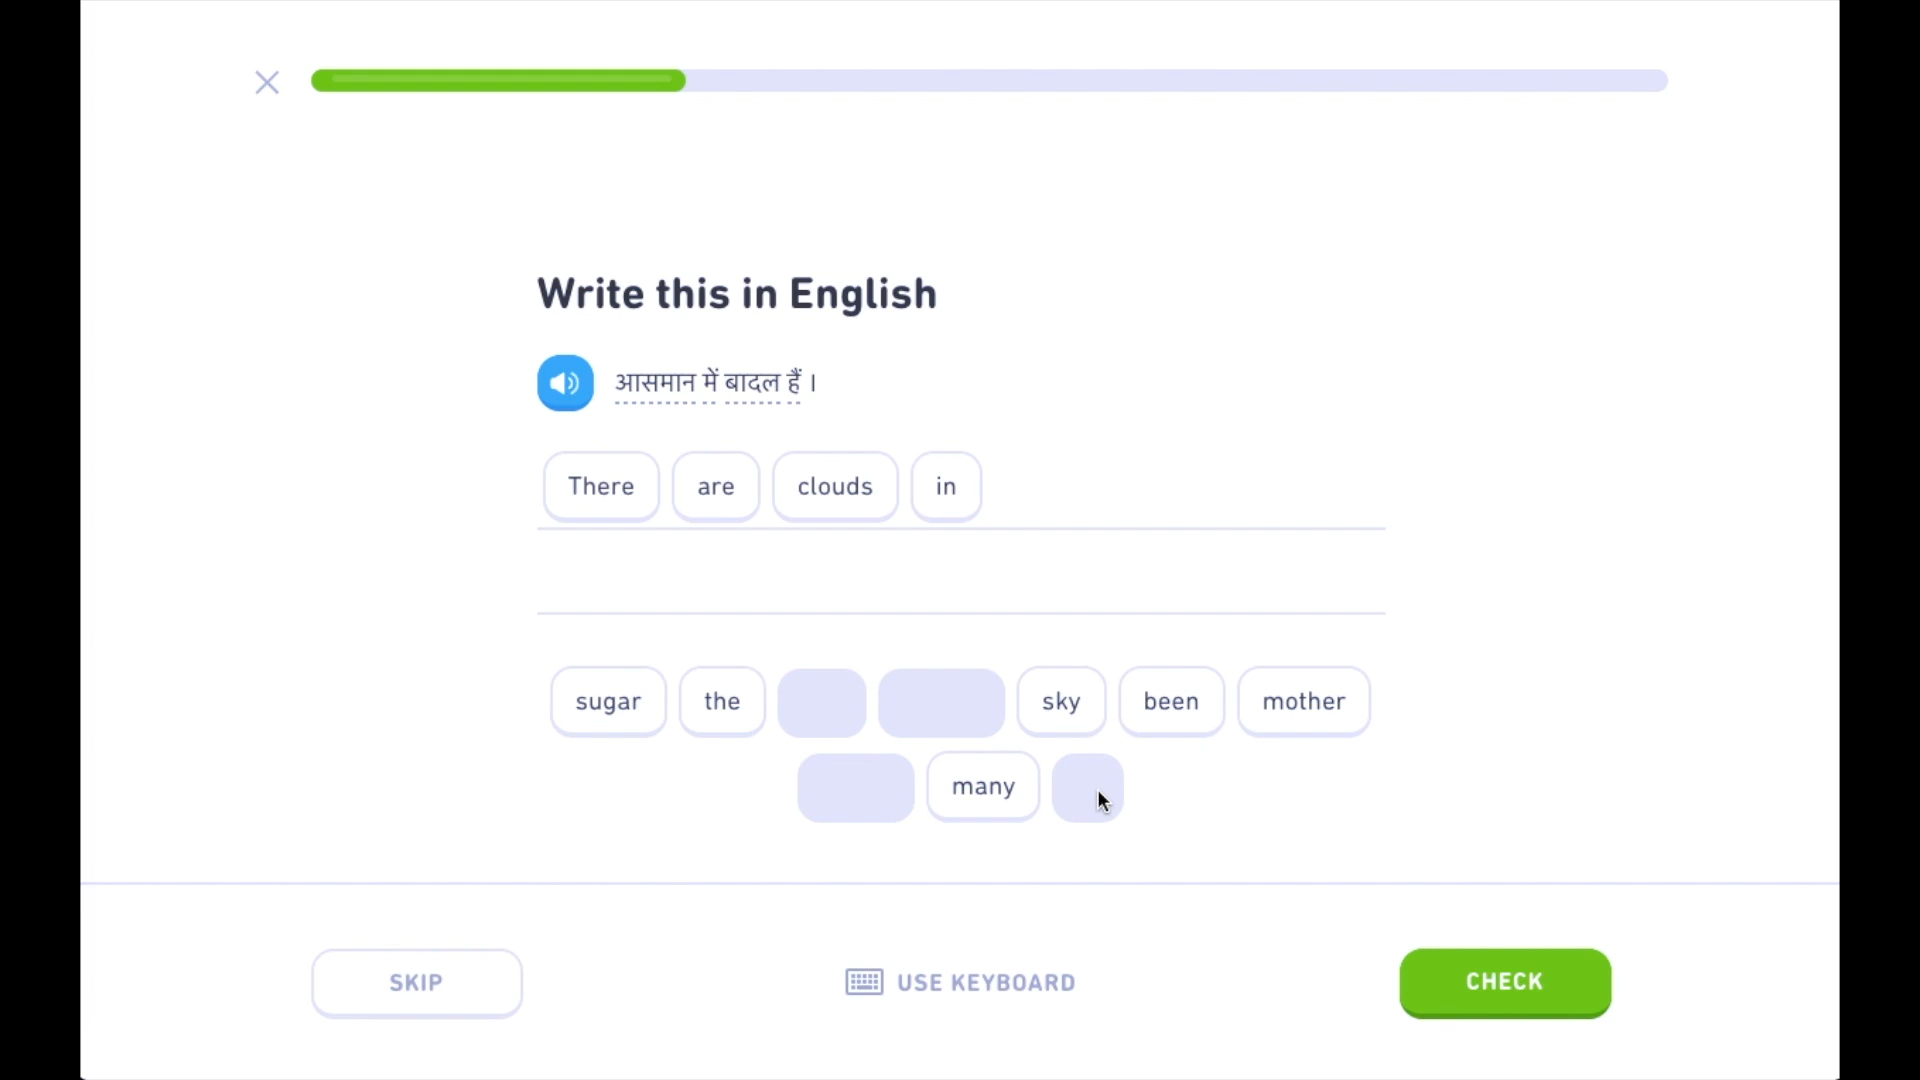 Write this in English
आसमान में बादल हैं ।
There are clouds in
sugar the sky been mother
many
SKIP USE KEYBOARD CHECK